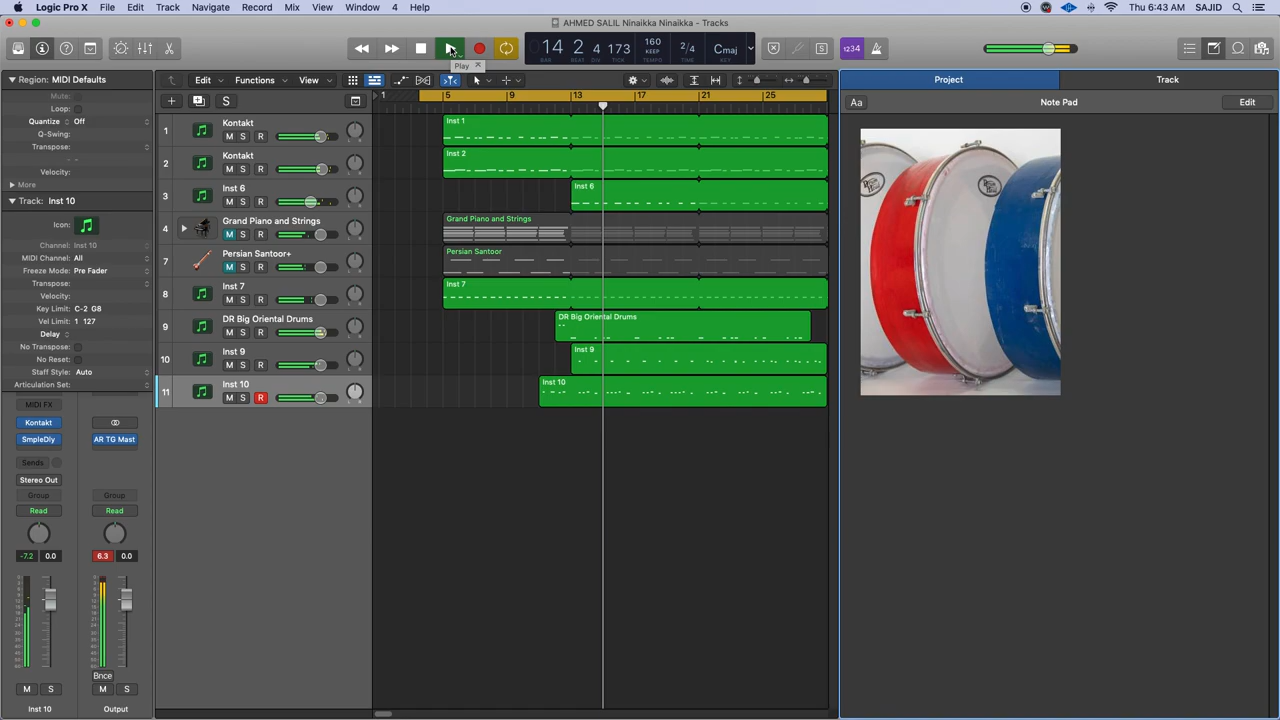 Logic Pro X File Edit Track Navigate Record Mix View Window 4 Help
Thu 6:43 AM SAJID
AHMED SALIL Ninaikka Ninaikka - Tracks
14 2 4 173 160 2/4 Cmaj
BAR BEAT DIV TICK KEEP TEMPO
1234
Play
Region: MIDI Defaults
Mute:
Loop:
Quantize Off
Q-Swing:
Transpose:
Velocity:
More
Track: Inst 10
Icon:
Channel: Inst 10
MIDI Channel: All
Freeze Mode: Pre Fader
Transpose:
Velocity:
Key Limit: C-2 G8
Vel Limit: 1 127
Delay
No Transpose:
No Reset:
Staff Style: Auto
Articulation Set:
MIDI FX
Kontakt
SmpleDly AR TG Mast
Sends
Stereo Out
Group Group
Read Read
-7.2 0.0 6.3 0.0
Bnce
M S M S
Inst 10 Output
Edit Functions View
1 5 9 13 17 21 25
1 Kontakt
M S R
2 Kontakt
M S R
3 Inst 6
M S R
4 Grand Piano and Strings
M S R
7 Persian Santoor+
M S R
8 Inst 7
M S R
9 DR Big Oriental Drums
M S R
10 Inst 9
M S R
11 Inst 10
M S R
Inst 1
Inst 2
Inst 6
Grand Piano and Strings
Persian Santoor
Inst 7
DR Big Oriental Drums
Inst 9
Inst 10
Project Track
Aa Note Pad Edit